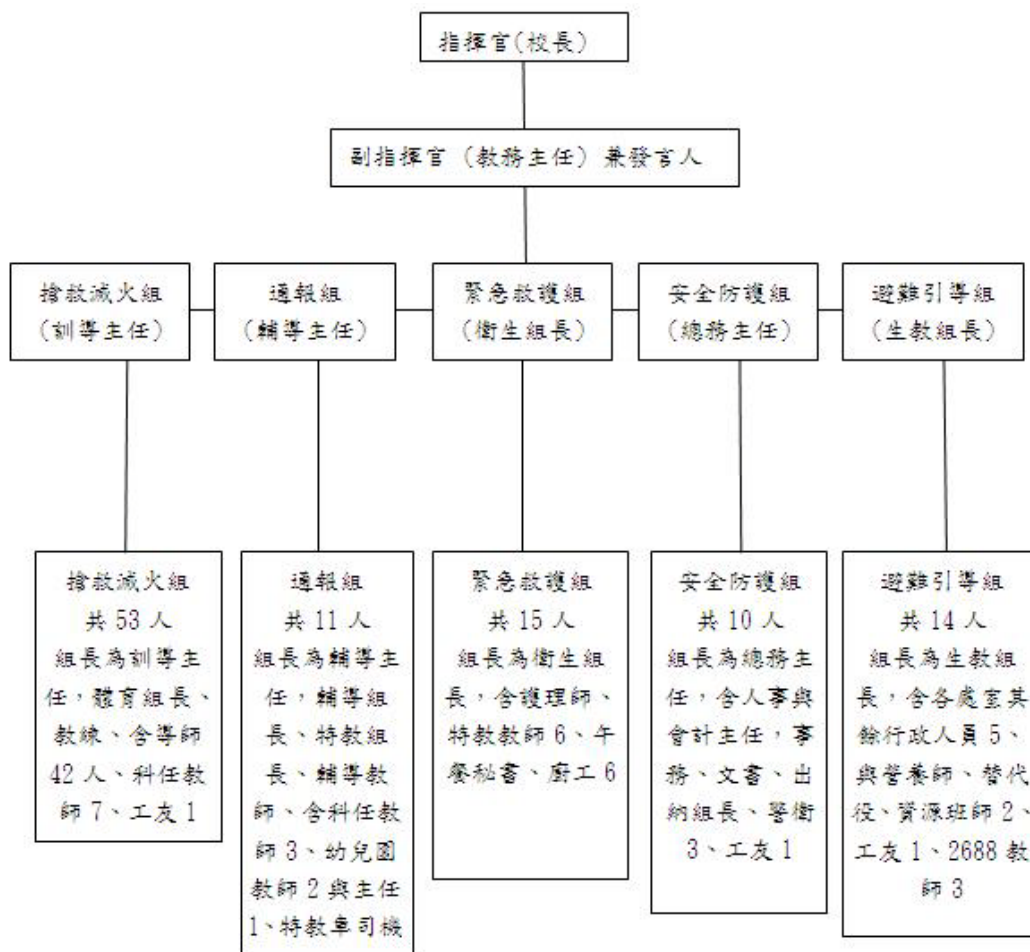 指揮官(校長)
副指揮官（教務主任）兼發言人
搶救滅火組
(訓導主任)
通報組
(輔導主任)
緊急救護組
(衛生組長)
安全防護組
(總務主任)
避難引導組
(生教組長)
搶救滅火組
共 53 人
組長為訓導主
任，體育組長、
教練、含導師
42 人、科任教
師 7、工友 1
通報組
共 11 人
組長為輔導主
任，輔導組
長、特教組
長、輔導教
師、含科任教
師 3、幼兒園
教師 2 與主任
1、特教車司機
緊急救護組
共 15 人
組長為衛生組
長，含護理師、
特教教師 6、午
餐秘書、廚工 6
安全防護組
共 10 人
組長為總務主
任，含人事與
會計主任，事
務、文書、出
納組長、警衛
3、工友 1
避難引導組
共 14 人
組長為生教組
長，含各處室其
餘行政人員 5、
與營養師、替代
役、資源班師 2、
工友 1、2688 教
師 3